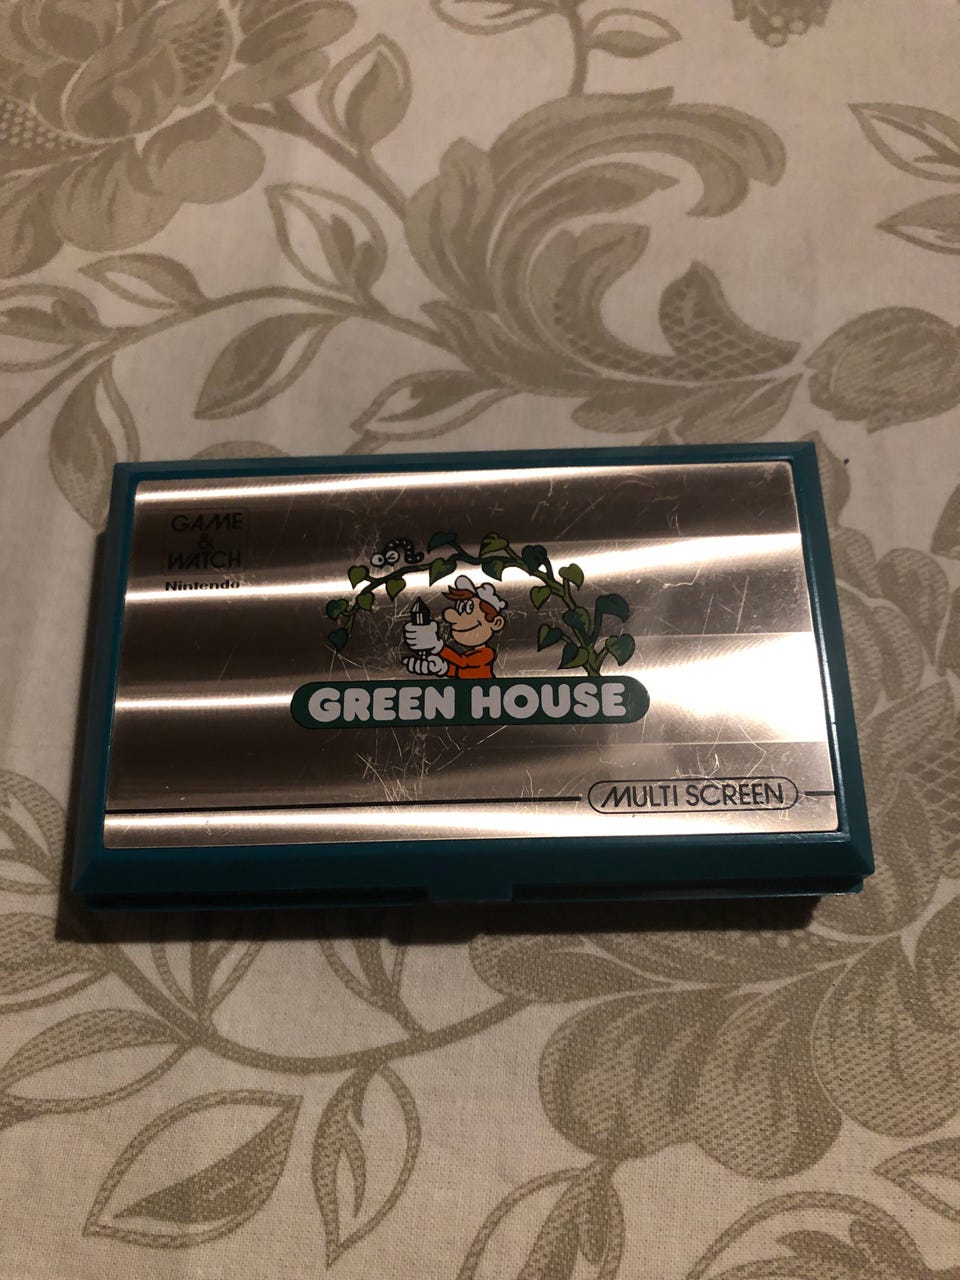 GAME
&
WATCH
Nintendo
GREEN HOUSE
MULTI SCREEN